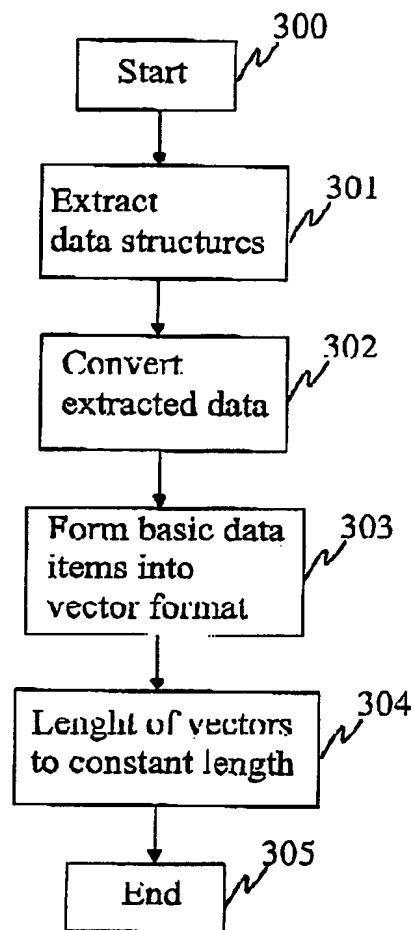 300
Start
301
Extract
data structures
302
Convert
extracted data
303
Form basic data
items into
vector format
304
Lenght of vectors
to constant length
305
End